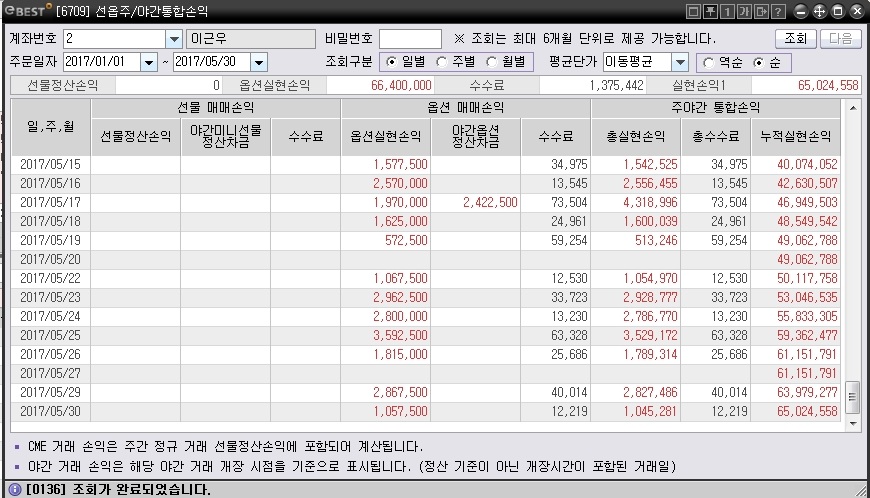 eBEST [6709] 선옵주/야간통합손익
계좌번호 2 이근우 비밀번호 ※ 조회는 최대 6개월 단위로 제공 가능합니다. 조회 다음
주문일자 2017/01/01 ~ 2017/05/30 조회구분 일별 주별 월별 평균단가 이동평균 역순 순
선물정산손익 0 옵션실현손익 66,400,000 수수료 1,375,442 실현손익1 65,024,558
일,주,월 선물 매매손익 옵션 매매손익 주야간 통합손익
선물정산손익 야간미니선물 정산차금 수수료 옵션실현손익 야간옵션 정산차금 수수료 총실현손익 총수수료 누적실현손익
2017/05/15 1,577,500 34,975 1,542,525 34,975 40,074,052
2017/05/16 2,570,000 13,545 2,556,455 13,545 42,630,507
2017/05/17 1,970,000 2,422,500 73,504 4,318,996 73,504 46,949,503
2017/05/18 1,625,000 24,961 1,600,039 24,961 48,549,542
2017/05/19 572,500 59,254 513,246 59,254 49,062,788
2017/05/20 49,062,788
2017/05/22 1,067,500 12,530 1,054,970 12,530 50,117,758
2017/05/23 2,962,500 33,723 2,928,777 33,723 53,046,535
2017/05/24 2,800,000 13,230 2,786,770 13,230 55,833,305
2017/05/25 3,592,500 63,328 3,529,172 63,328 59,362,477
2017/05/26 1,815,000 25,686 1,789,314 25,686 61,151,791
2017/05/27 61,151,791
2017/05/29 2,867,500 40,014 2,827,486 40,014 63,979,277
2017/05/30 1,057,500 12,219 1,045,281 12,219 65,024,558
▪ CME 거래 손익은 주간 정규 거래 선물정산손익에 포함되어 계산됩니다.
▪ 야간 거래 손익은 해당 야간 거래 개장 시점을 기준으로 표시됩니다. (정산 기준이 아닌 개장시간이 포함된 거래일)
[0136] 조회가 완료되었습니다.